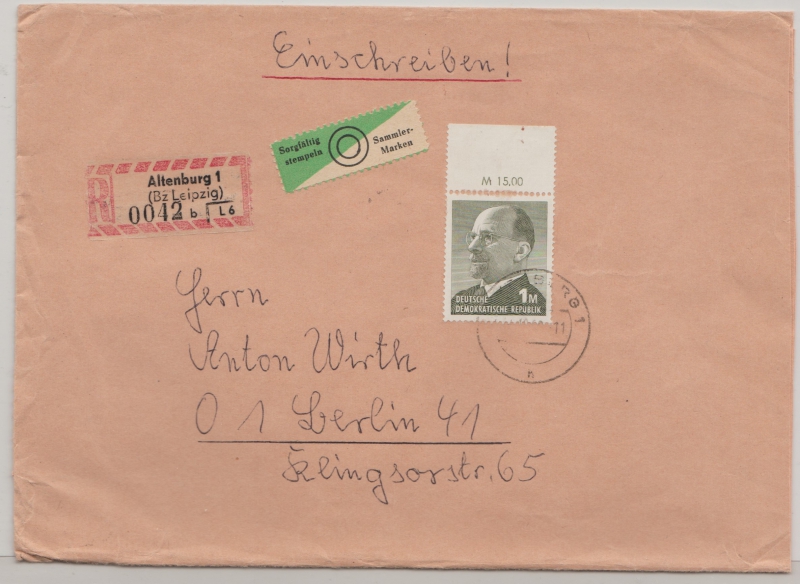 Einschreiben!
Sorgfältig
stempeln
Sammler-
Marken
M 15.00
R
Altenburg 1
(Bz Leipzig)
0042 b L6
1M
DEUTSCHE
DEMOKRATISCHE REPUBLIK
Herrn
Anton Wirth
O 1 Berlin 41
Klingsorstr. 65